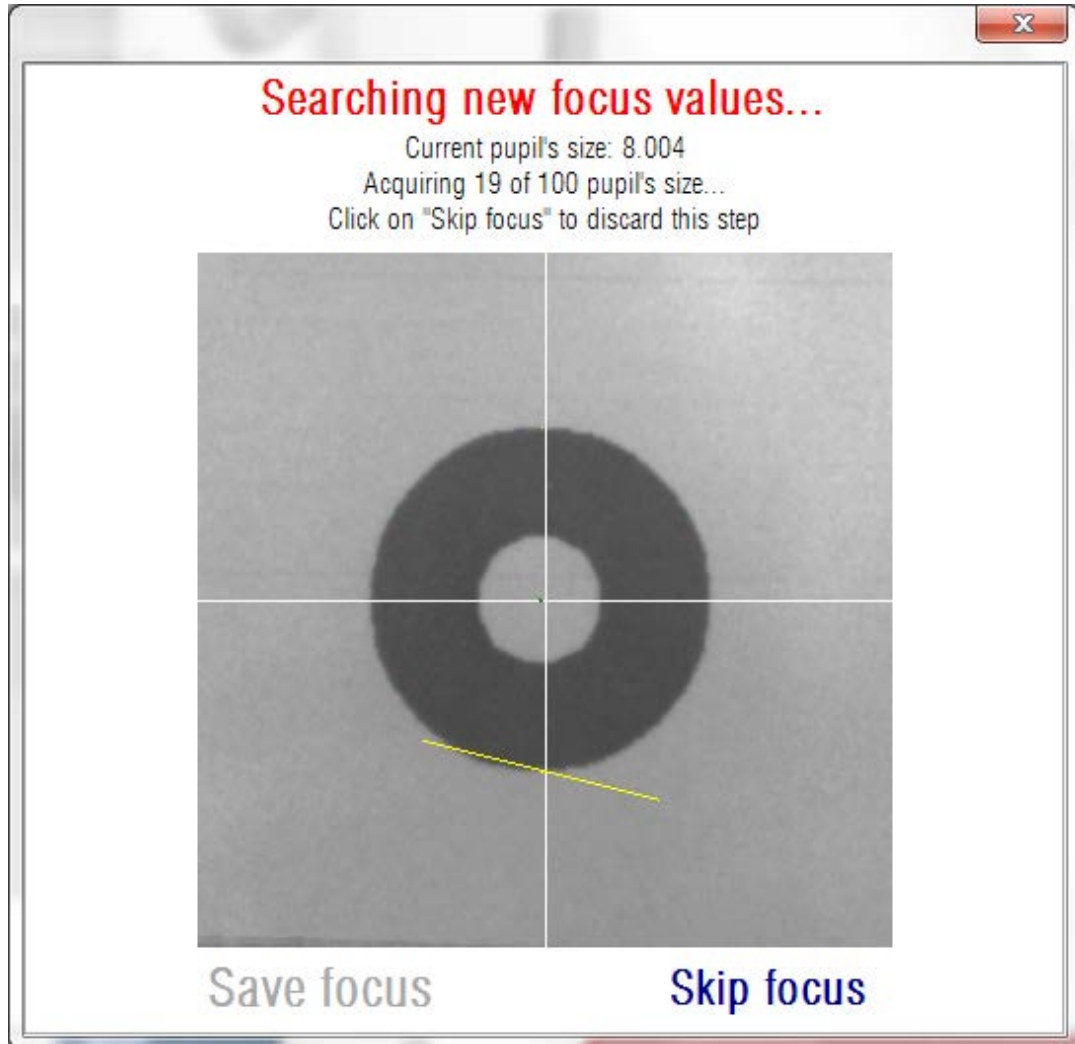 Searching new focus values...
Current pupil's size: 8.004
Acquiring 19 of 100 pupil's size...
Click on "Skip focus" to discard this step
Save focus
Skip focus